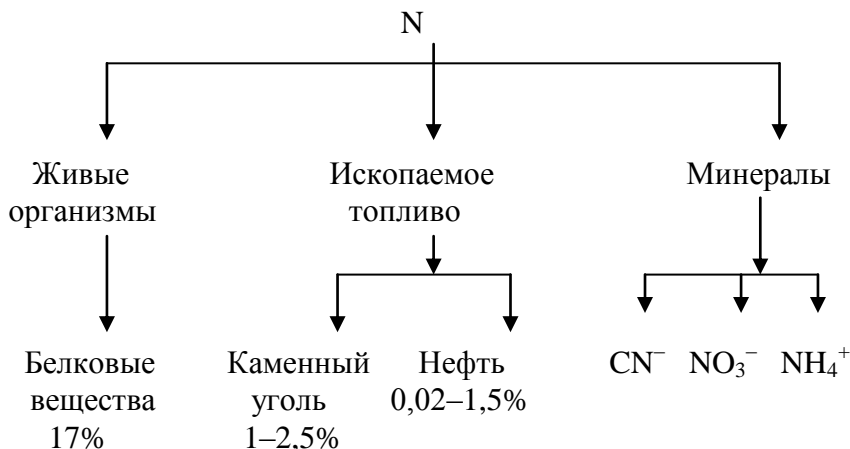 N
Живые
организмы
Ископаемое
топливо
Минералы
Белковые
вещества
17%
Каменный
уголь
1–2,5%
Нефть
0,02–1,5%
CN⁻ NO₃⁻ NH₄⁺